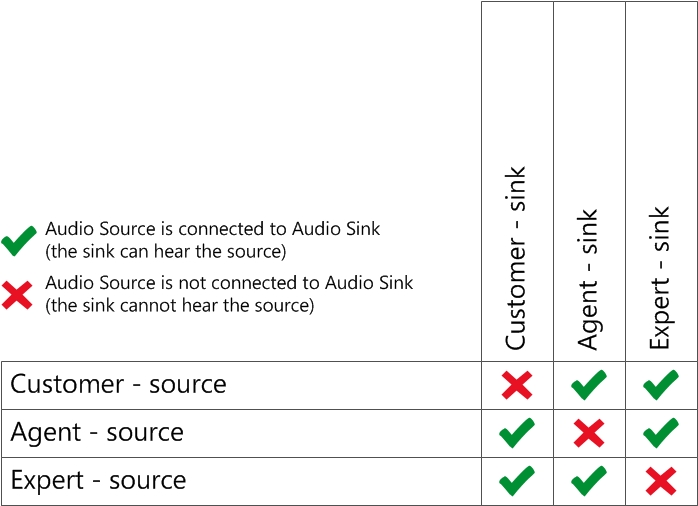 Customer - sink
Agent - sink
Expert - sink
Audio Source is connected to Audio Sink
(the sink can hear the source)
Audio Source is not connected to Audio Sink
(the sink cannot hear the source)
Customer - source
Agent - source
Expert - source